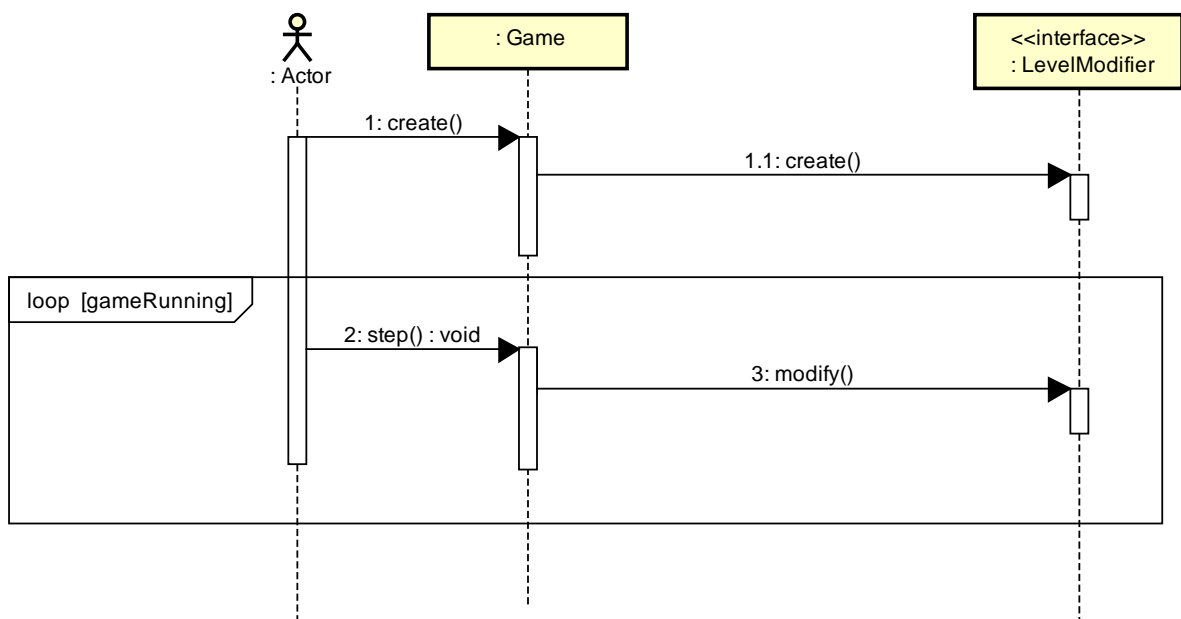 : Actor
: Game
<<interface>>
: LevelModifier
1: create()
1.1: create()
loop [gameRunning]
2: step() : void
3: modify()